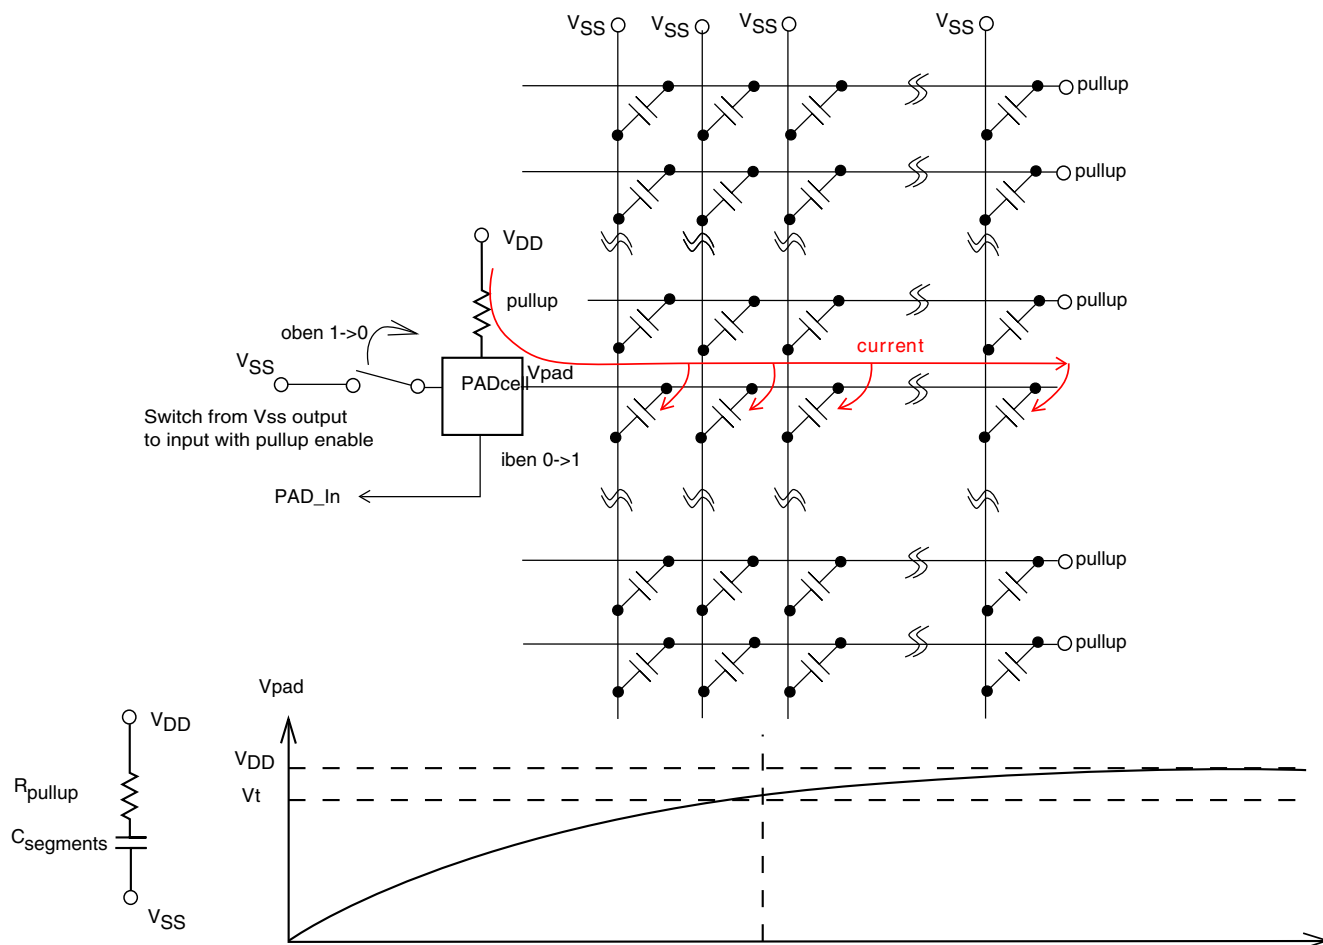 VSS VSS VSS VSS
pullup
pullup
VDD
pullup
pullup
oben 1->0
current
VSS
PADcell
Vpad
Switch from Vss output
to input with pullup enable
iben 0->1
PAD_In
pullup
pullup
Vpad
VDD
VDD
Rpullup
Vt
Csegments
VSS